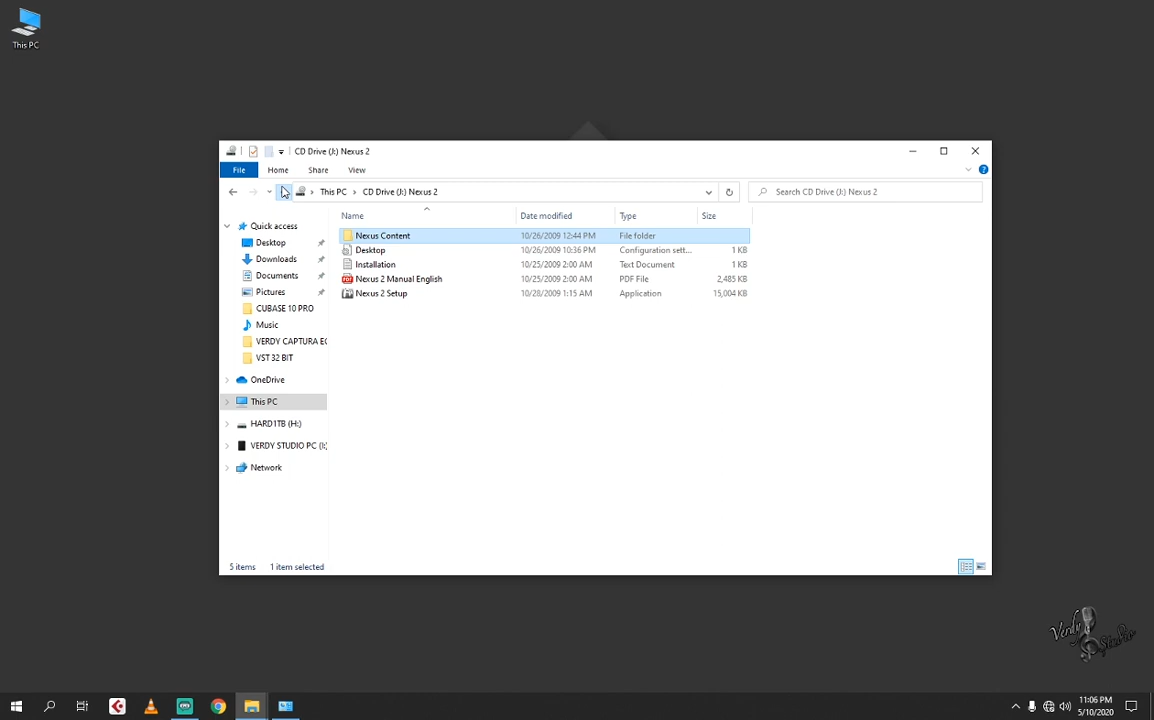 This PC
CD Drive (J:) Nexus 2
File Home Share View
This PC CD Drive (J:) Nexus 2 Search CD Drive (J:) Nexus 2
Name Date modified Type Size
Quick access
Desktop
Downloads
Documents
Pictures
CUBASE 10 PRO
Music
VERDY CAPTURA EC
VST 32 BIT
OneDrive
This PC
HARD1TB (H:)
VERDY STUDIO PC (I:)
Network
Nexus Content 10/26/2009 12:44 PM File folder
Desktop 10/26/2009 10:36 PM Configuration sett... 1 KB
Installation 10/25/2009 2:00 AM Text Document 1 KB
Nexus 2 Manual English 10/25/2009 2:00 AM PDF File 2,485 KB
Nexus 2 Setup 10/28/2009 1:15 AM Application 15,004 KB
5 items 1 item selected
Verdy Studio
11:06 PM
5/10/2020